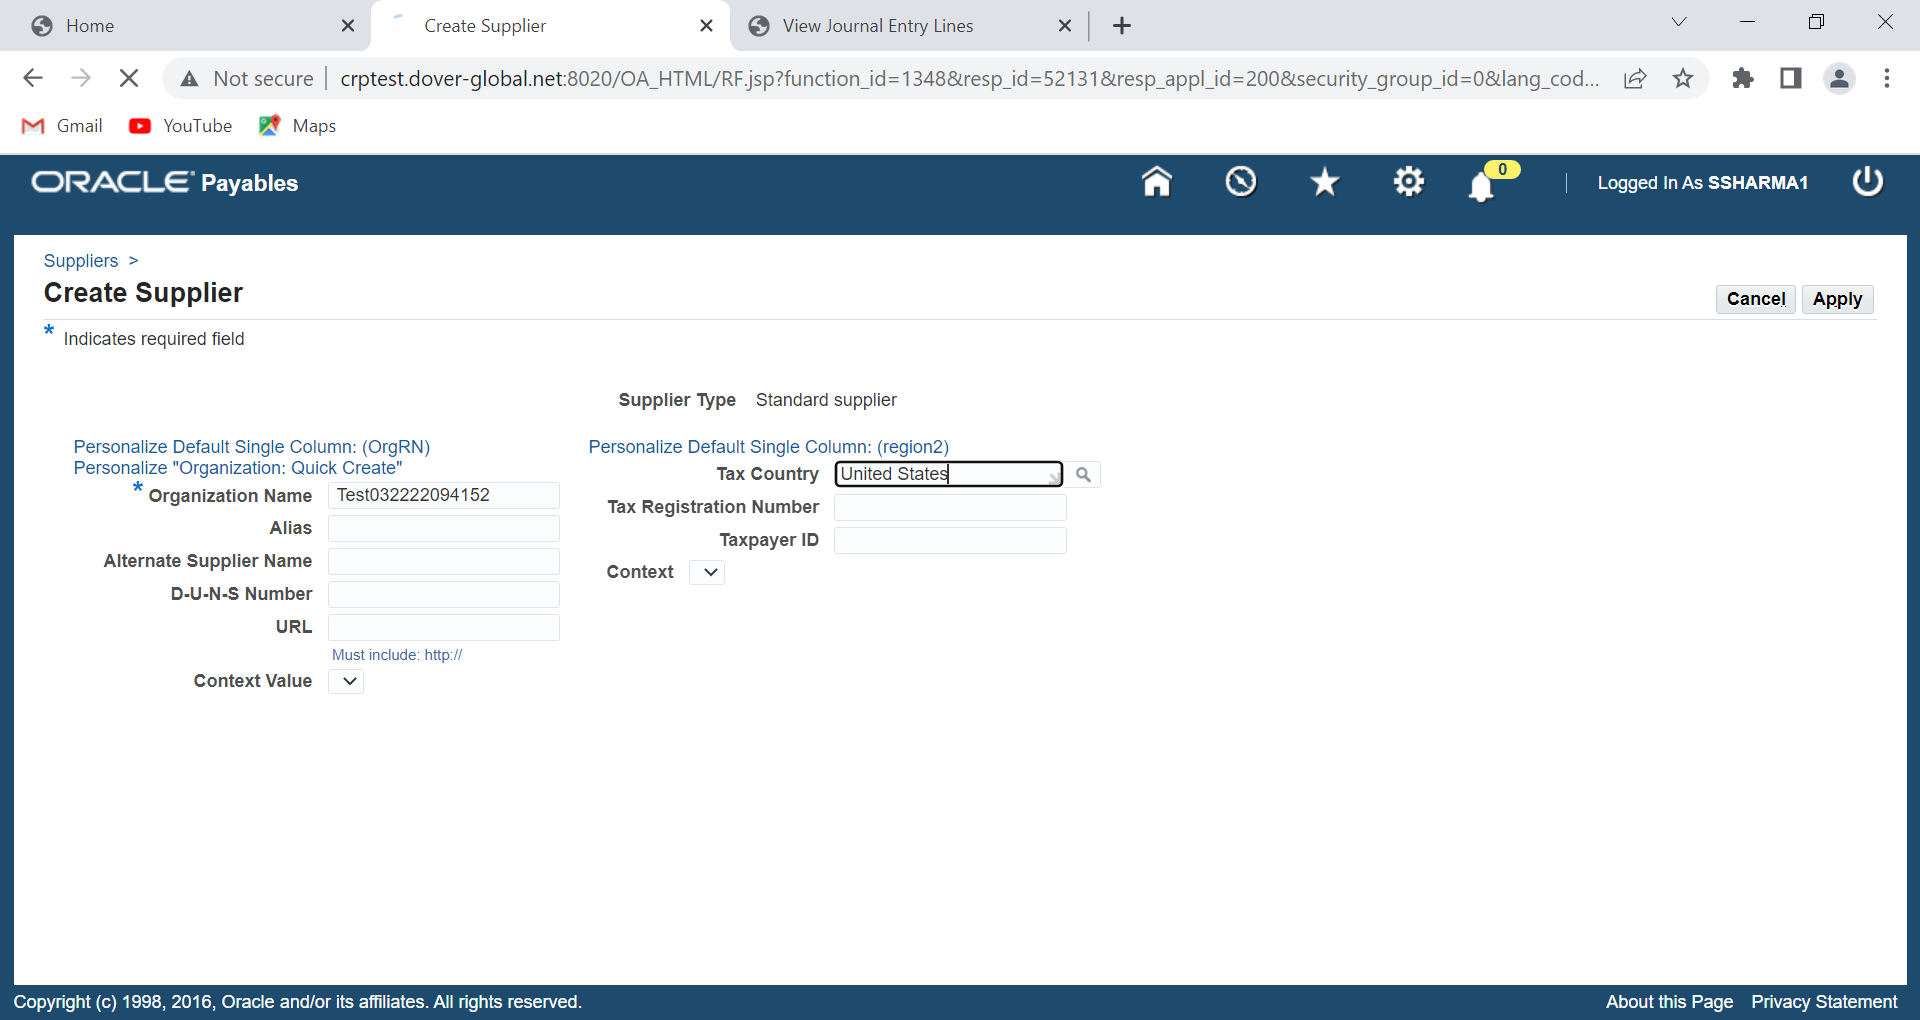 Home
Create Supplier
View Journal Entry Lines
Not secure
crptest.dover-global.net:8020/OA_HTML/RF.jsp?function_id=1348&resp_id=52131&resp_appl_id=200&security_group_id=0&lang_cod...
Gmail
YouTube
Maps
ORACLE Payables
0
Logged In As SSHARMA1
Suppliers >
Create Supplier
Cancel
Apply
* Indicates required field
Supplier Type Standard supplier
Personalize Default Single Column: (OrgRN)
Personalize "Organization: Quick Create"
* Organization Name Test032222094152
Alias
Alternate Supplier Name
D-U-N-S Number
URL
Must include: http://
Context Value
Personalize Default Single Column: (region2)
Tax Country United States
Tax Registration Number
Taxpayer ID
Context
Copyright (c) 1998, 2016, Oracle and/or its affiliates. All rights reserved.
About this Page
Privacy Statement